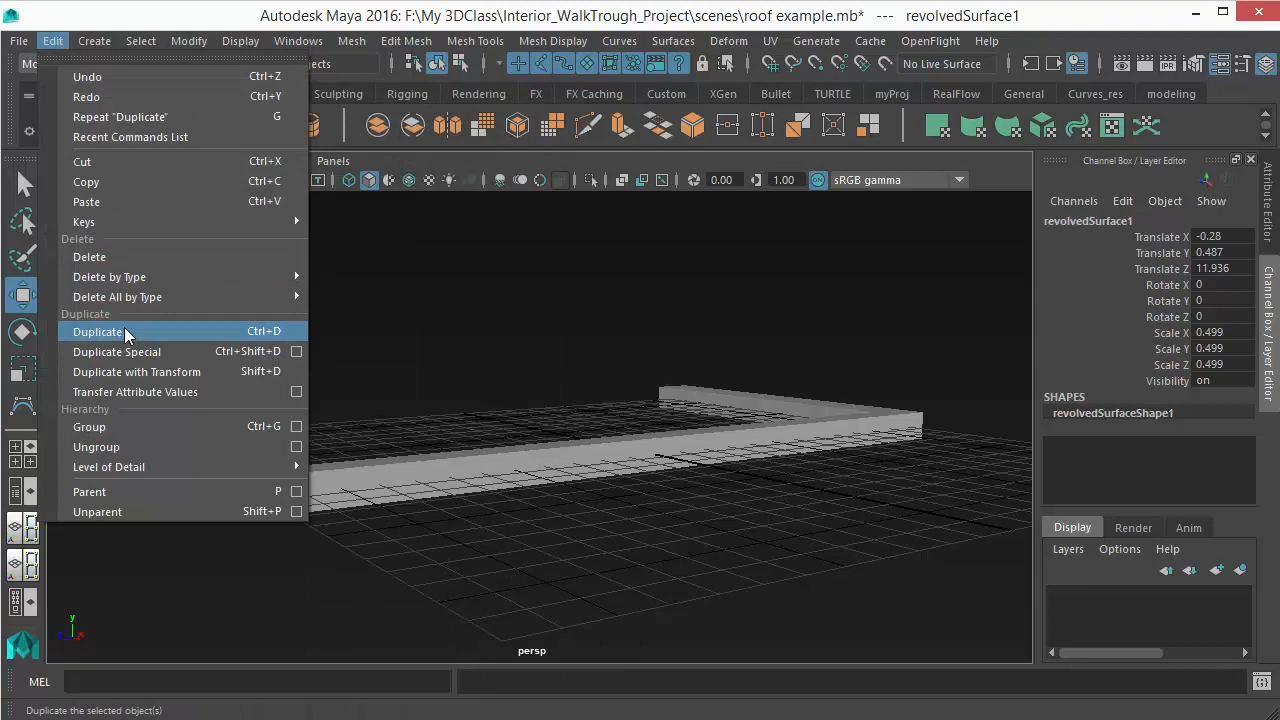 Autodesk Maya 2016: F:\My 3DClass\Interior_WalkTrough_Project\scenes\roof example.mb* --- revolvedSurface1
File Edit Create Select Modify Display Windows Mesh Edit Mesh Mesh Tools Mesh Display Curves Surfaces Deform UV Generate Cache OpenFlight Help
No Live Surface
Sculpting Rigging Rendering FX FX Caching Custom XGen Bullet TURTLE myProj RealFlow General Curves_res modeling
Undo Ctrl+Z
Redo Ctrl+Y
Repeat "Duplicate" G
Recent Commands List
Cut Ctrl+X
Copy Ctrl+C
Paste Ctrl+V
Keys
Delete
Delete
Delete by Type
Delete All by Type
Duplicate
Duplicate Ctrl+D
Duplicate Special Ctrl+Shift+D
Duplicate with Transform Shift+D
Transfer Attribute Values
Hierarchy
Group Ctrl+G
Ungroup
Level of Detail
Parent P
Unparent Shift+P
Panels
0.00 1.00 ON sRGB gamma
y
persp
Channel Box / Layer Editor
Channels Edit Object Show
revolvedSurface1
Translate X -0.28
Translate Y 0.487
Translate Z 11.936
Rotate X 0
Rotate Y 0
Rotate Z 0
Scale X 0.499
Scale Y 0.499
Scale Z 0.499
Visibility on
SHAPES
revolvedSurfaceShape1
Display Render Anim
Layers Options Help
Attribute Editor
Channel Box / Layer Editor
MEL
Duplicate the selected object(s)